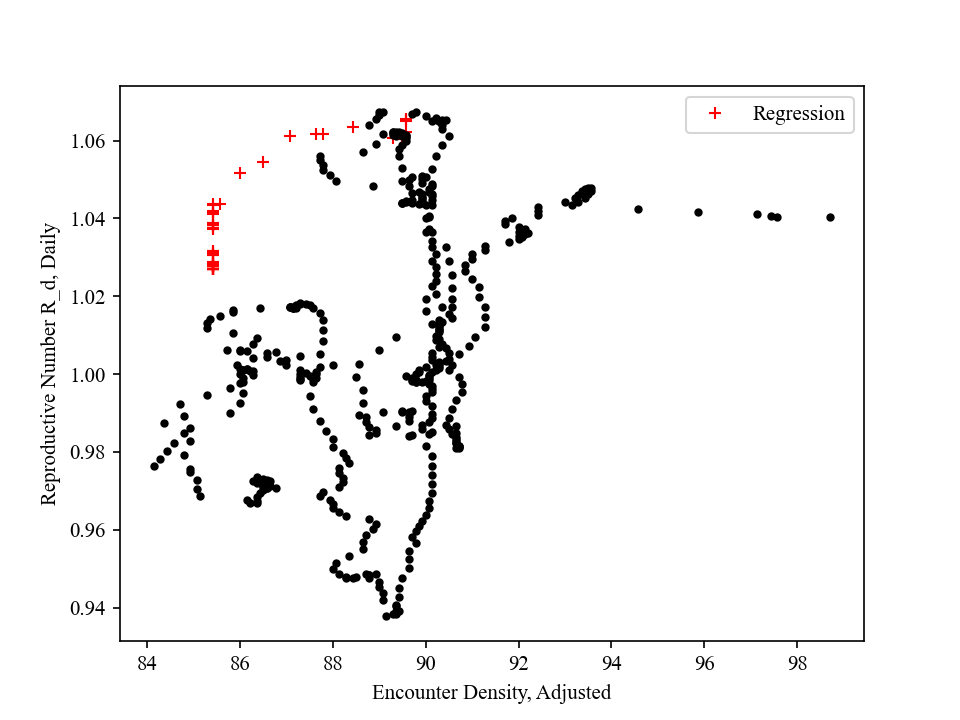 Regression
1.06
1.04
1.02
1.00
0.98
0.96
0.94
Reproductive Number R_d, Daily
84 86 88 90 92 94 96 98
Encounter Density, Adjusted